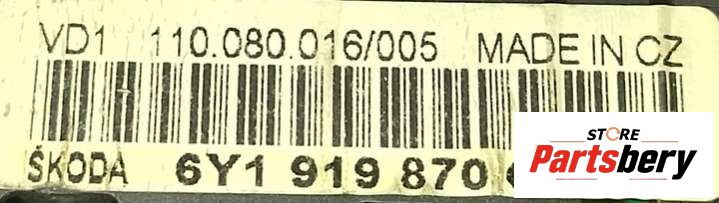 VD1 110.080.016/005 MADE IN CZ
ŠKODA 6Y1 919 870
STORE
Partsbery